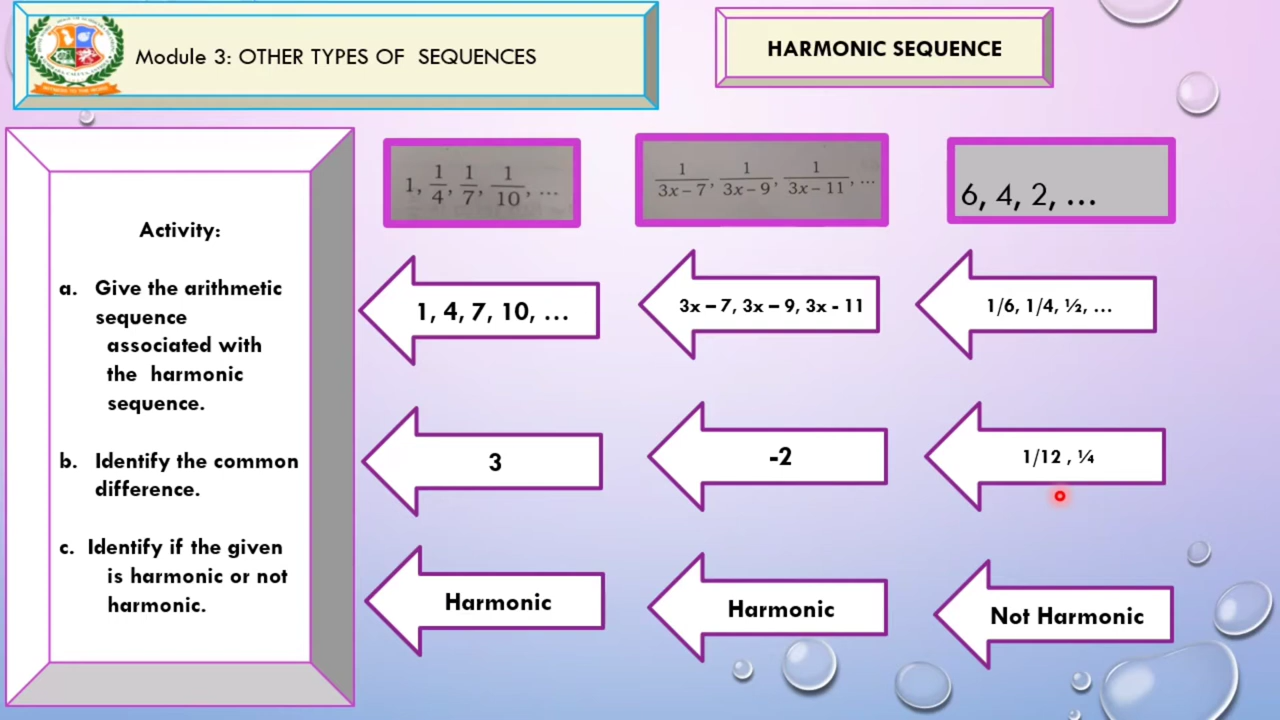 Module 3: OTHER TYPES OF SEQUENCES
HARMONIC SEQUENCE
Activity:
a. Give the arithmetic
sequence
associated with
the harmonic
sequence.
b. Identify the common
difference.
c. Identify if the given
is harmonic or not
harmonic.
1, 1/4, 1/7, 1/10, ...
1/3x – 7, 1/3x – 9, 1/3x – 11, ...
6, 4, 2, ...
1, 4, 7, 10, ...
3x – 7, 3x – 9, 3x - 11
1/6, 1/4, ½, ...
3
-2
1/12 , ¼
Harmonic
Harmonic
Not Harmonic